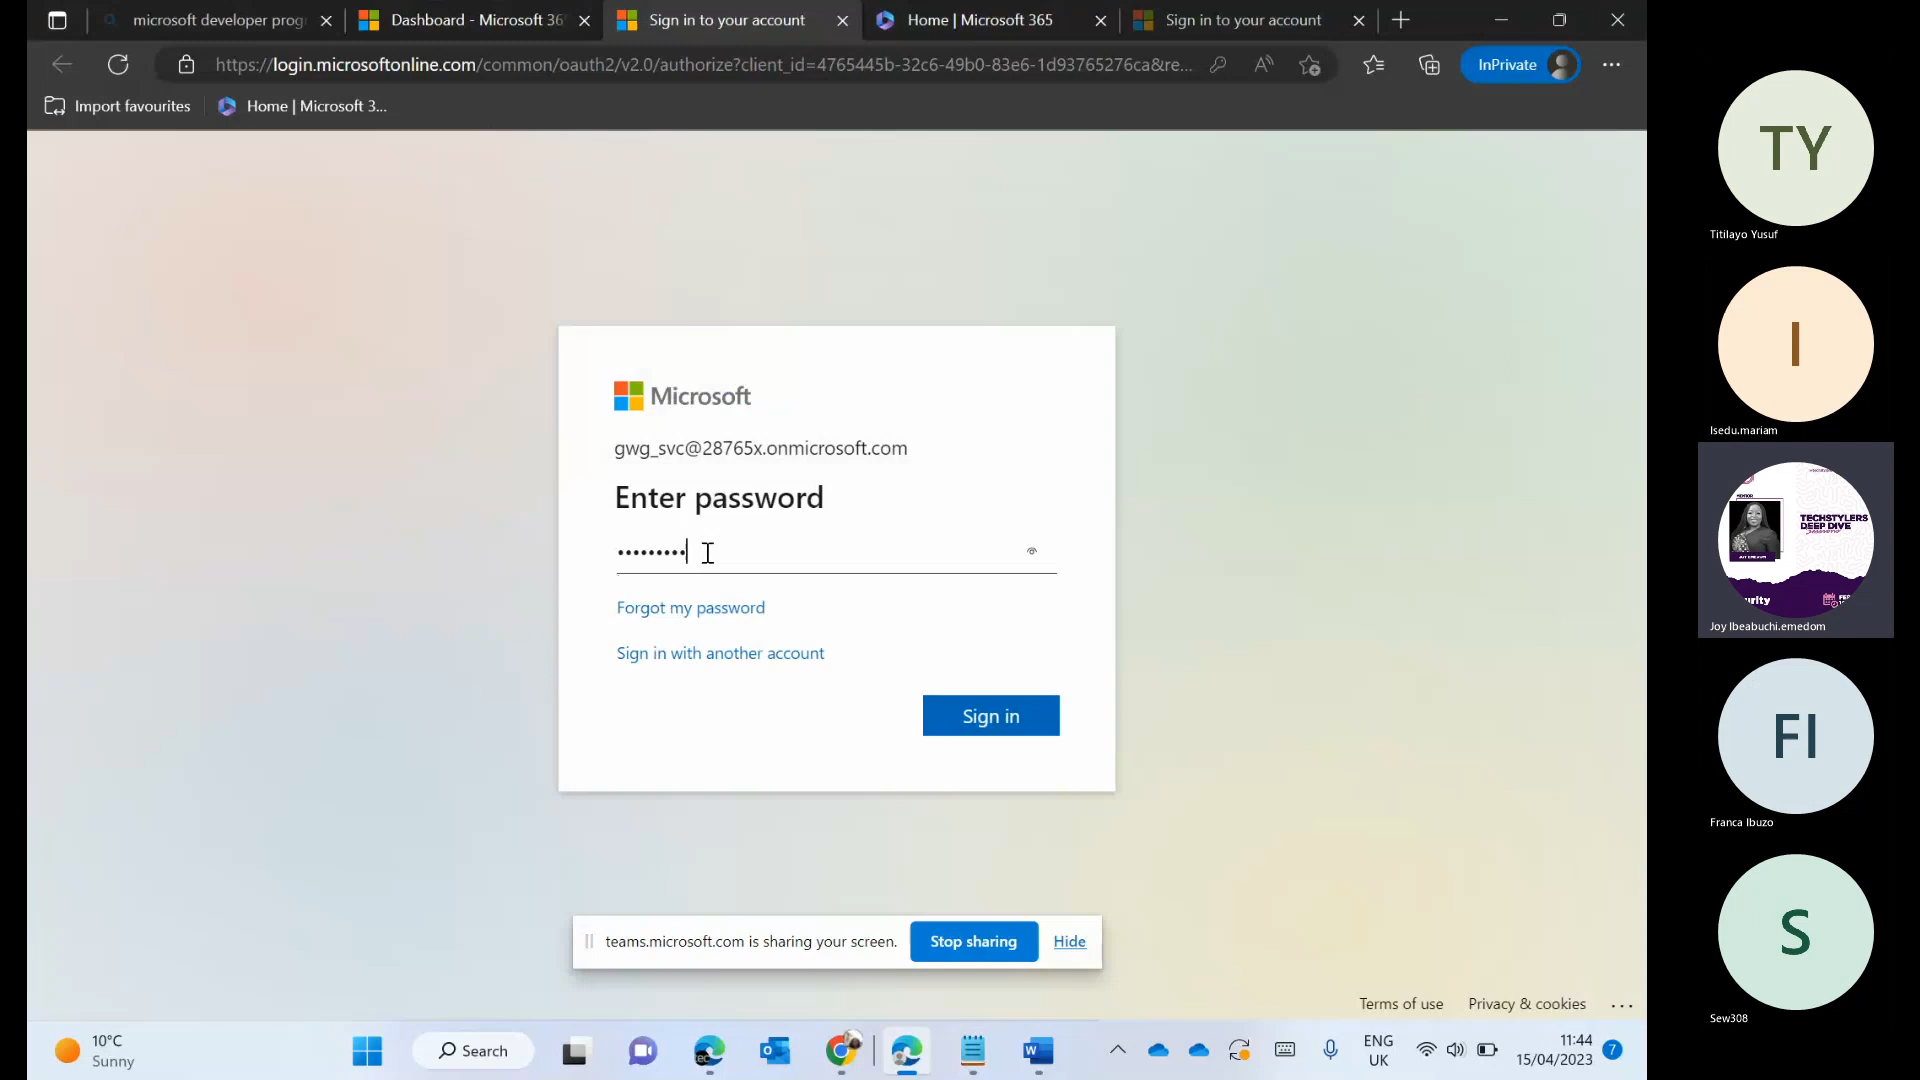 microsoft developer prog
Dashboard - Microsoft 36
Sign in to your account
Home | Microsoft 365
Sign in to your account
https://login.microsoftonline.com/common/oauth2/v2.0/authorize?client_id=4765445b-32c6-49b0-83e6-1d93765276ca&re...
InPrivate
Import favourites
Home | Microsoft 3...
Microsoft
gwg_svc@28765x.onmicrosoft.com
Enter password
•••••••••
Forgot my password
Sign in with another account
Sign in
teams.microsoft.com is sharing your screen.
Stop sharing
Hide
Terms of use
Privacy & cookies
10°C
Sunny
Search
ENG
UK
11:44
15/04/2023
7
TY
Titilayo Yusuf
I
Isedu.mariam
MENTOR
TECHSTYLERS
DEEP DIVE
urity
Joy Ibeabuchi.emedom
FI
Franca Ibuzo
S
Sew308